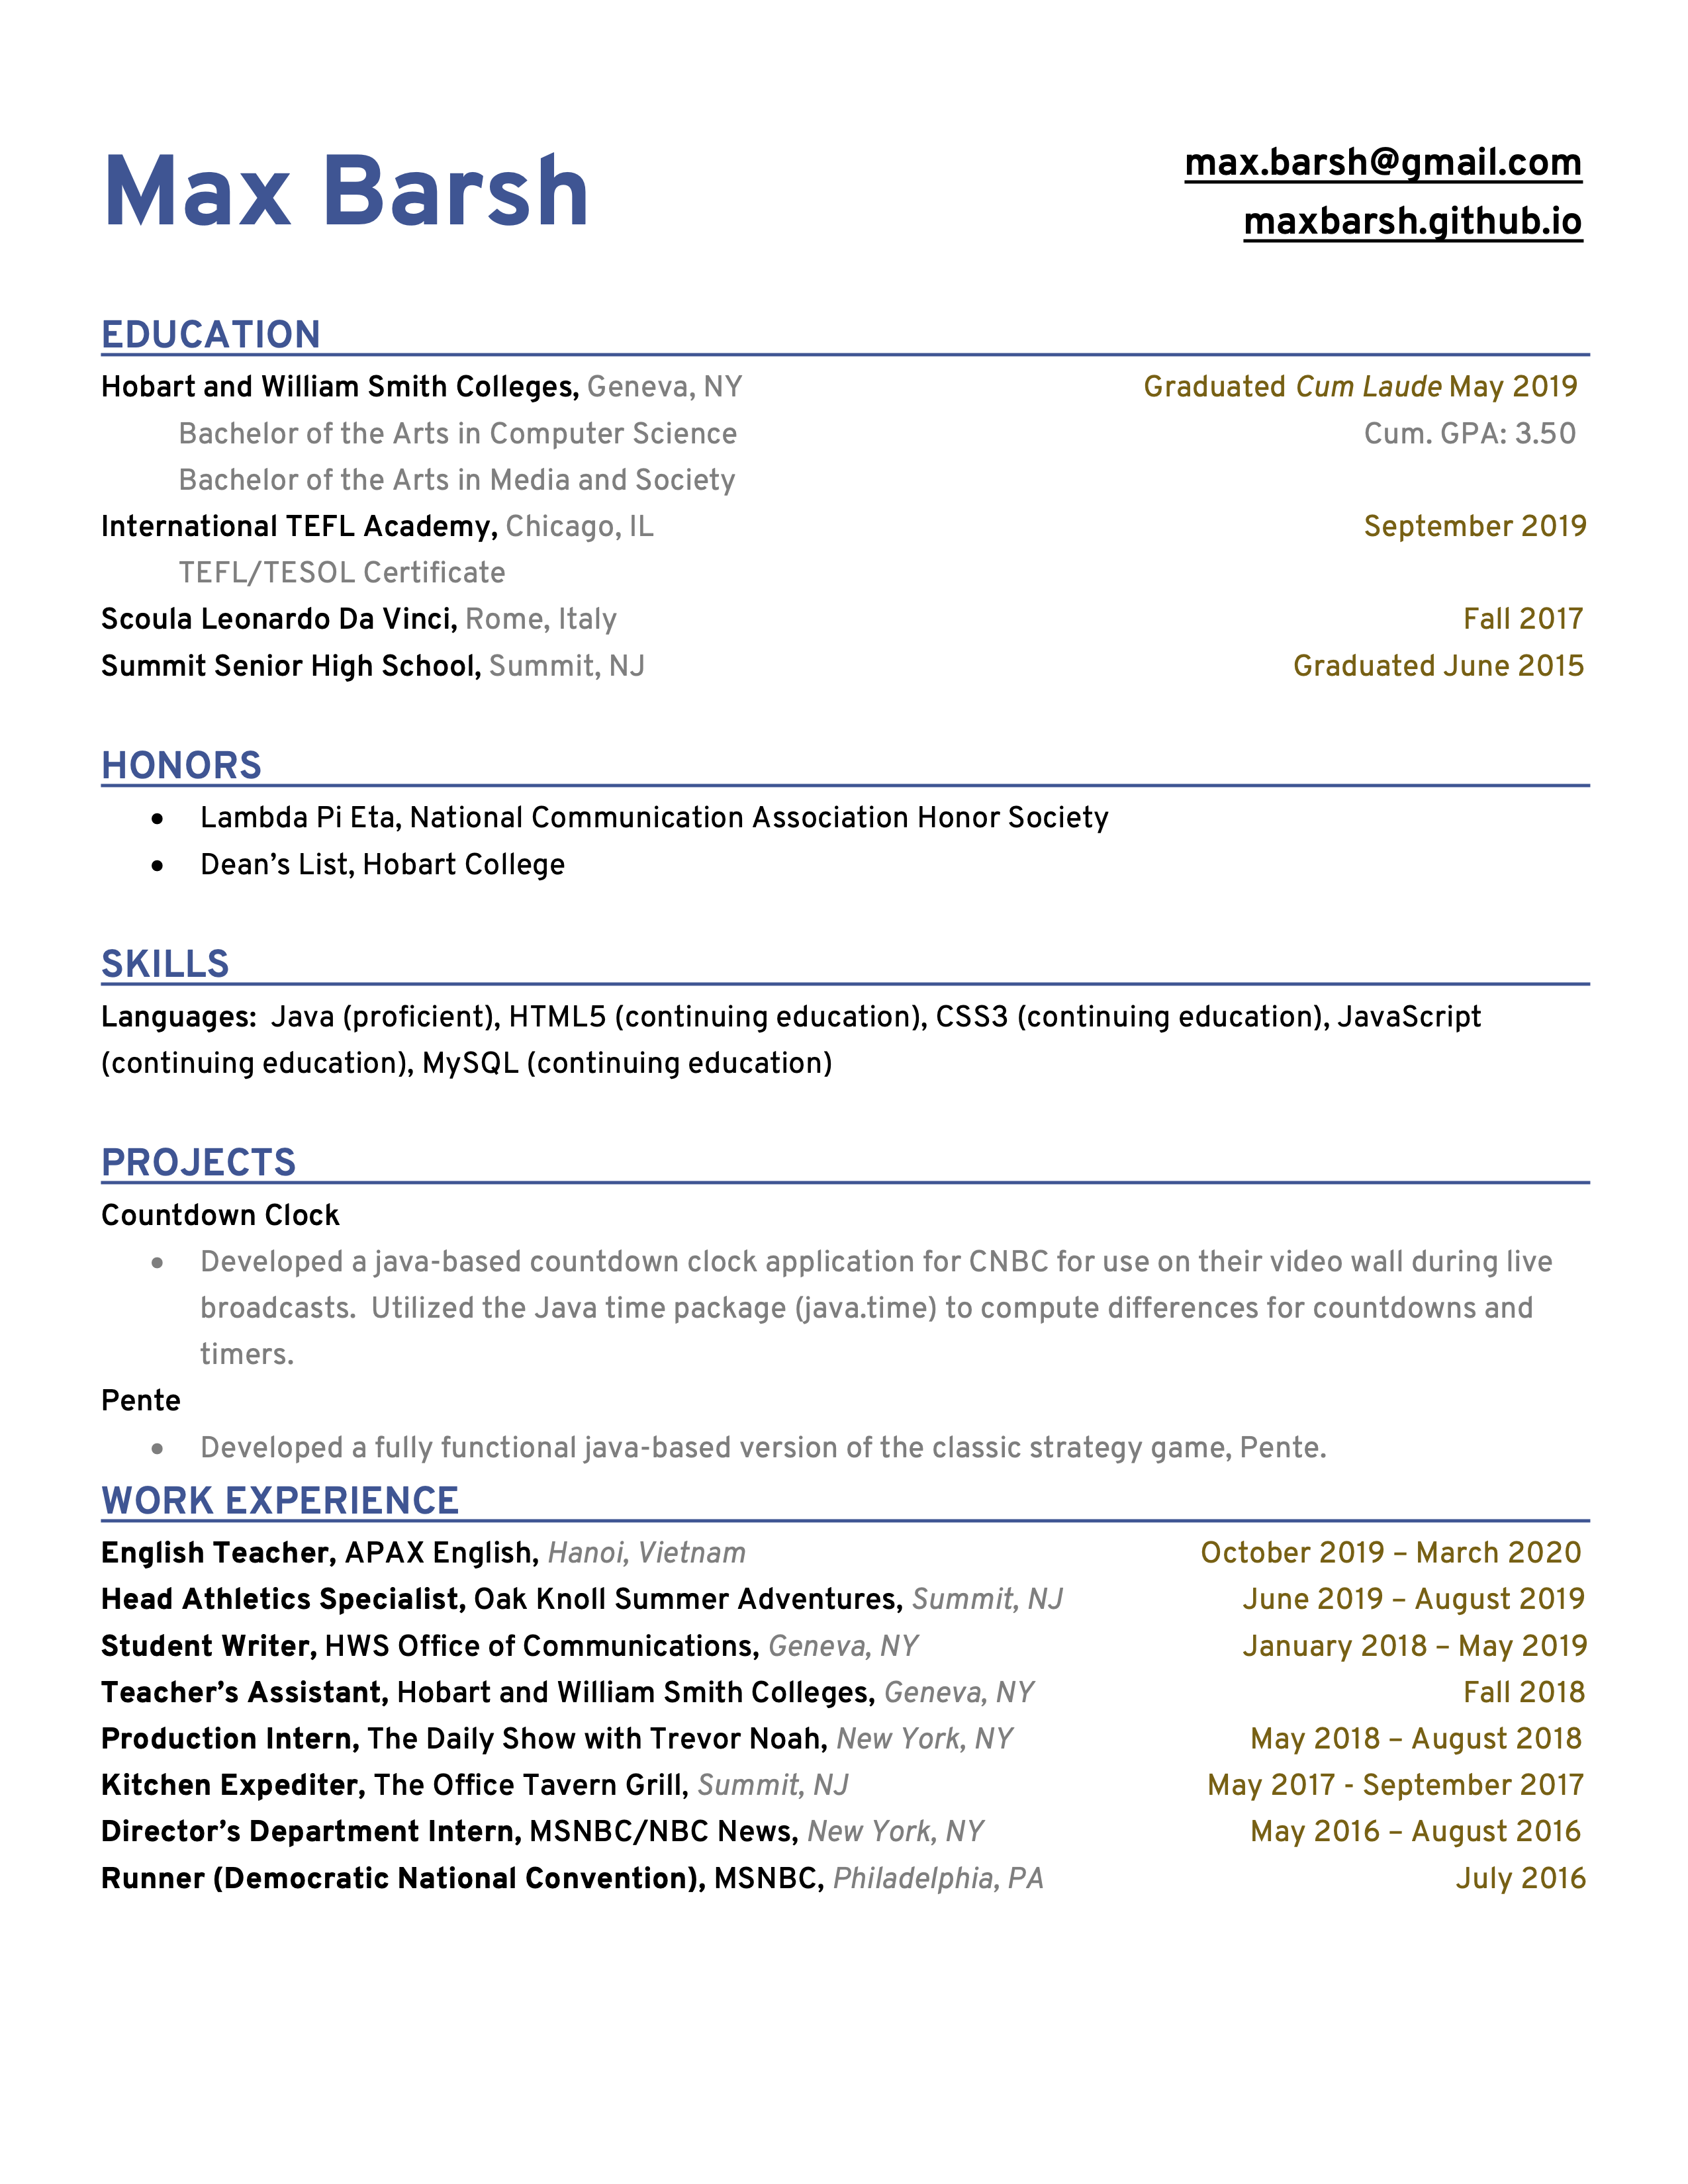 Max Barsh
max.barsh@gmail.com
maxbarsh.github.io
EDUCATION
Hobart and William Smith Colleges, Geneva, NY Graduated Cum Laude May 2019
Bachelor of the Arts in Computer Science Cum. GPA: 3.50
Bachelor of the Arts in Media and Society
International TEFL Academy, Chicago, IL September 2019
TEFL/TESOL Certificate
Scoula Leonardo Da Vinci, Rome, Italy Fall 2017
Summit Senior High School, Summit, NJ Graduated June 2015
HONORS
• Lambda Pi Eta, National Communication Association Honor Society
• Dean’s List, Hobart College
SKILLS
Languages: Java (proficient), HTML5 (continuing education), CSS3 (continuing education), JavaScript
(continuing education), MySQL (continuing education)
PROJECTS
Countdown Clock
• Developed a java-based countdown clock application for CNBC for use on their video wall during live
broadcasts. Utilized the Java time package (java.time) to compute differences for countdowns and
timers.
Pente
• Developed a fully functional java-based version of the classic strategy game, Pente.
WORK EXPERIENCE
English Teacher, APAX English, Hanoi, Vietnam October 2019 – March 2020
Head Athletics Specialist, Oak Knoll Summer Adventures, Summit, NJ June 2019 – August 2019
Student Writer, HWS Office of Communications, Geneva, NY January 2018 – May 2019
Teacher’s Assistant, Hobart and William Smith Colleges, Geneva, NY Fall 2018
Production Intern, The Daily Show with Trevor Noah, New York, NY May 2018 – August 2018
Kitchen Expediter, The Office Tavern Grill, Summit, NJ May 2017 - September 2017
Director’s Department Intern, MSNBC/NBC News, New York, NY May 2016 – August 2016
Runner (Democratic National Convention), MSNBC, Philadelphia, PA July 2016